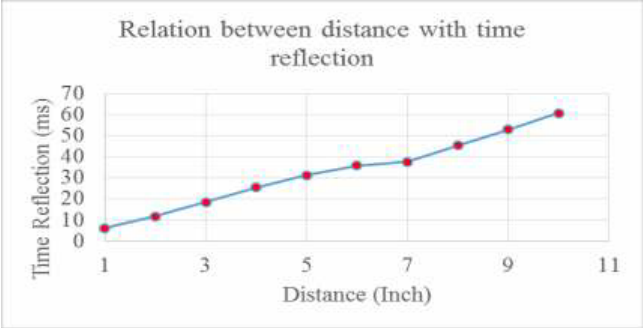 Relation between distance with time
reflection
Time Reflection (ms)
70
60
50
40
30
20
10
0
1 3 5 7 9 11
Distance (Inch)